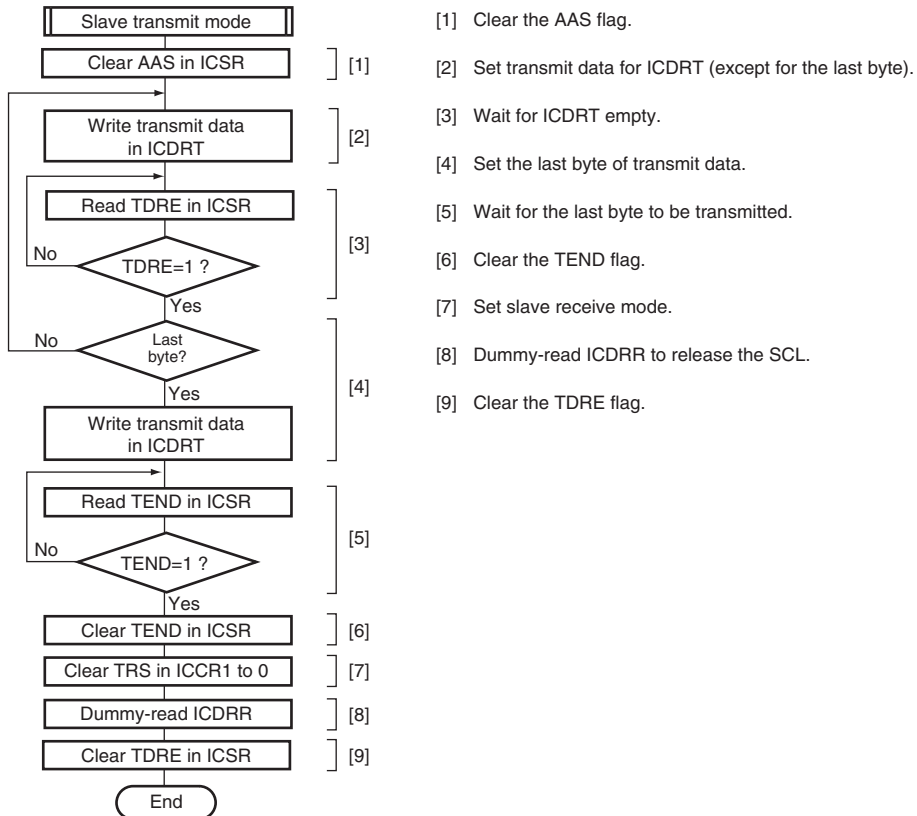 Slave transmit mode
Clear AAS in ICSR
[1]
Write transmit data
in ICDRT
[2]
Read TDRE in ICSR
[3]
No
TDRE=1 ?
Yes
No
Last
byte?
[4]
Yes
Write transmit data
in ICDRT
Read TEND in ICSR
[5]
No
TEND=1 ?
Yes
Clear TEND in ICSR
[6]
Clear TRS in ICCR1 to 0
[7]
Dummy-read ICDRR
[8]
Clear TDRE in ICSR
[9]
End
[1] Clear the AAS flag.
[2] Set transmit data for ICDRT (except for the last byte).
[3] Wait for ICDRT empty.
[4] Set the last byte of transmit data.
[5] Wait for the last byte to be transmitted.
[6] Clear the TEND flag.
[7] Set slave receive mode.
[8] Dummy-read ICDRR to release the SCL.
[9] Clear the TDRE flag.